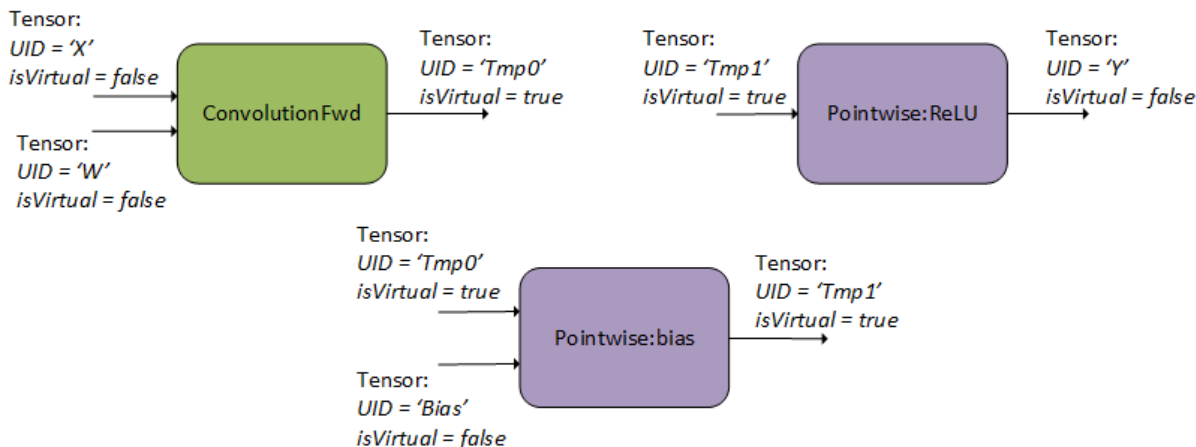 Tensor:
UID = ‘X’
isVirtual = false
Tensor:
UID = ‘W’
isVirtual = false
ConvolutionFwd
Tensor:
UID = ‘Tmp0’
isVirtual = true
Tensor:
UID = ‘Tmp1’
isVirtual = true
Pointwise:ReLU
Tensor:
UID = ‘Y’
isVirtual = false
Tensor:
UID = ‘Tmp0’
isVirtual = true
Tensor:
UID = ‘Bias’
isVirtual = false
Pointwise:bias
Tensor:
UID = ‘Tmp1’
isVirtual = true